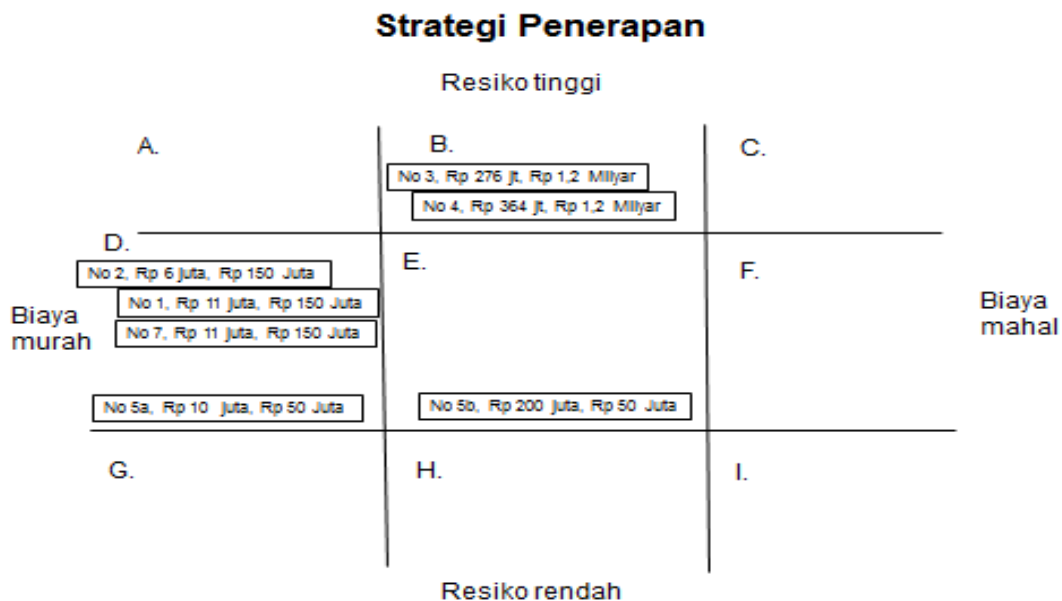 Strategi Penerapan
Resiko tinggi
A.
B.
C.
No 3, Rp 276 jt, Rp 1,2 Milyar
No 4, Rp 364 jt, Rp 1,2 Milyar
D.
E.
F.
No 2, Rp 6 juta, Rp 150 Juta
No 1, Rp 11 juta, Rp 150 Juta
No 7, Rp 11 juta, Rp 150 Juta
Biaya
murah
Biaya
mahal
No 5a, Rp 10 juta, Rp 50 Juta
No 5b, Rp 200 juta, Rp 50 Juta
G.
H.
I.
Resiko rendah